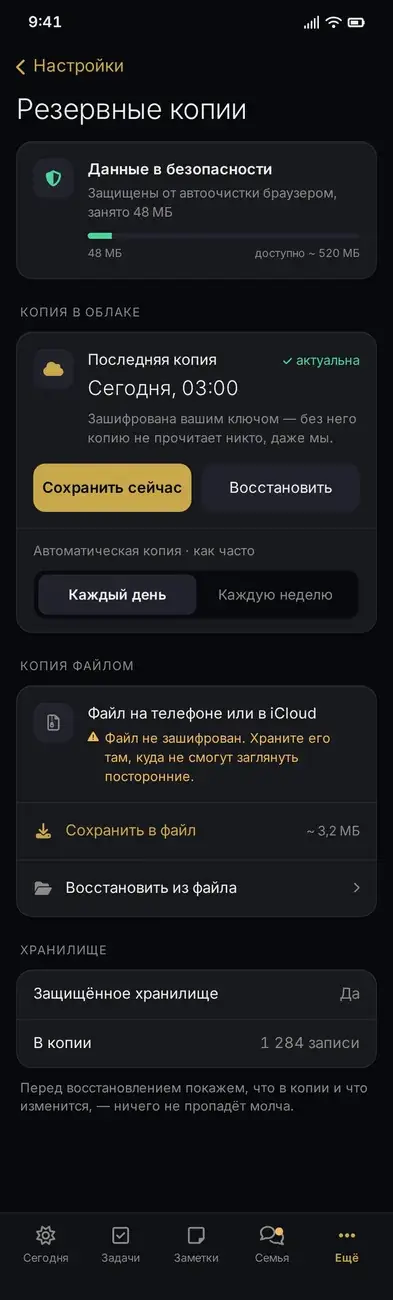 9:41
Настройки
Резервные копии
Данные в безопасности
Защищены от автоочистки браузером,
занято 48 МБ
48 МБ
доступно ~ 520 МБ
КОПИЯ В ОБЛАКЕ
Последняя копия
✓ актуальна
Сегодня, 03:00
Зашифрована вашим ключом — без него
копию не прочитает никто, даже мы.
Сохранить сейчас
Восстановить
Автоматическая копия · как часто
Каждый день
Каждую неделю
КОПИЯ ФАЙЛОМ
Файл на телефоне или в iCloud
Файл не зашифрован. Храните его
там, куда не смогут заглянуть
посторонние.
Сохранить в файл
~ 3,2 МБ
Восстановить из файла
ХРАНИЛИЩЕ
Защищённое хранилище
Да
В копии
1 284 записи
Перед восстановлением покажем, что в копии и что
изменится, — ничего не пропадёт молча.
Сегодня
Задачи
Заметки
Семья
Ещё